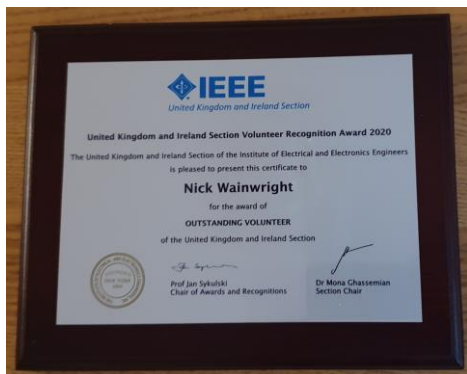 IEEE
United Kingdom and Ireland Section
United Kingdom and Ireland Section Volunteer Recognition Award 2020
The United Kingdom and Ireland Section of the Institute of Electrical and Electronics Engineers
is pleased to present this certificate to
Nick Wainwright
for the award of
OUTSTANDING VOLUNTEER
of the United Kingdom and Ireland Section
Prof Jan Sykulski
Chair of Awards and Recognitions
Dr Mona Ghassemian
Section Chair